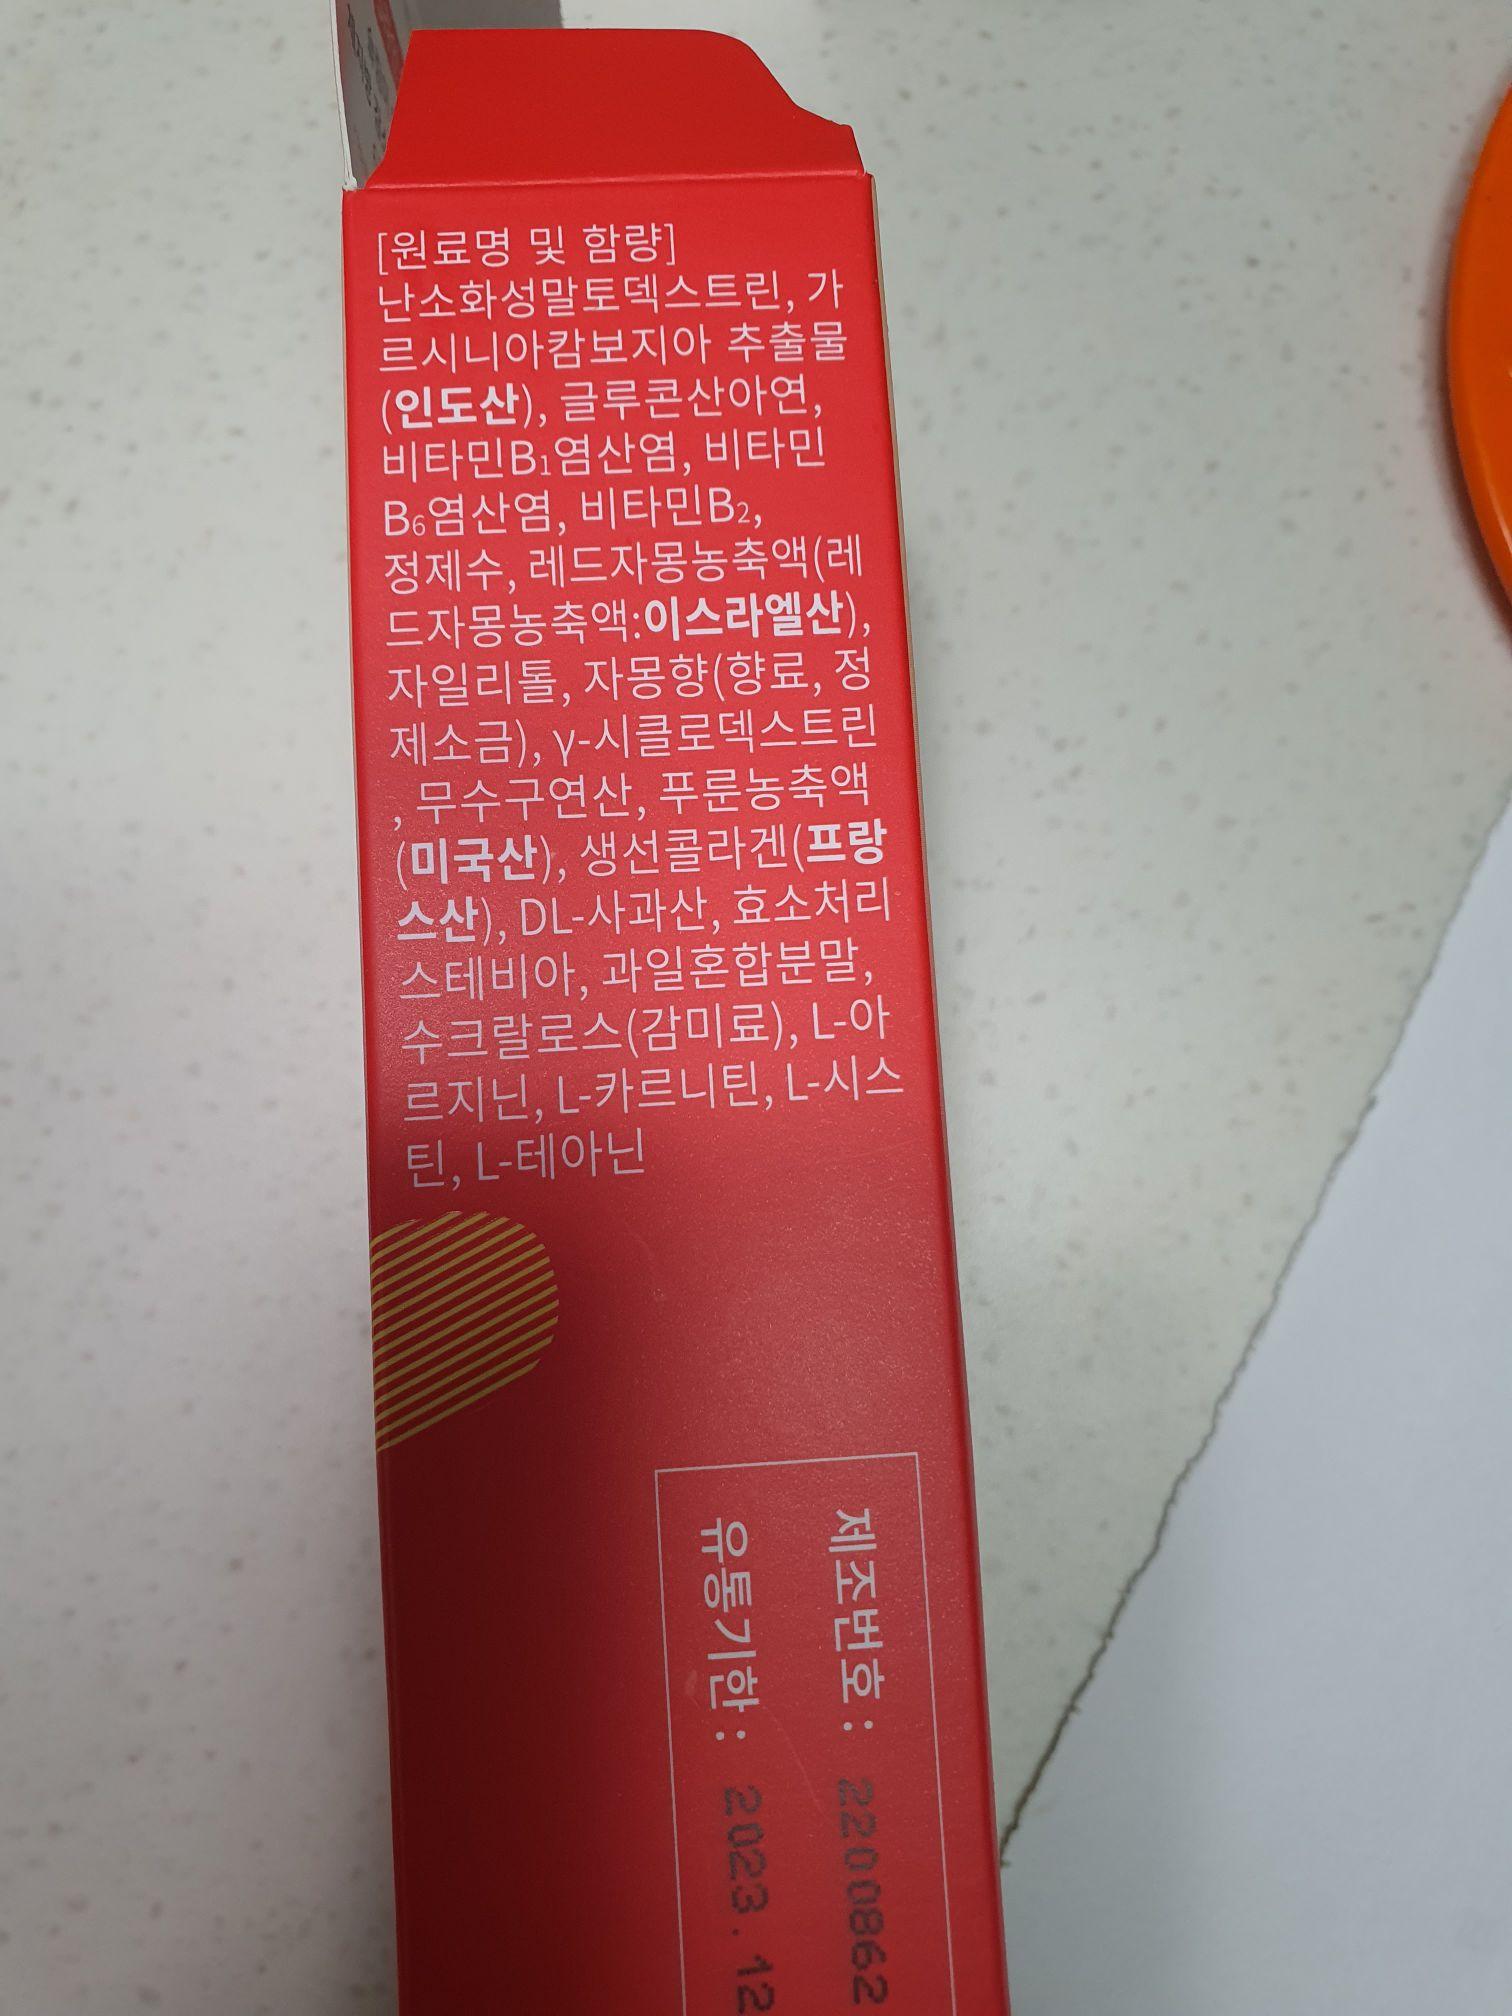 [원료명 및 함량]
난소화성말토덱스트린, 가
르시니아캄보지아 추출물
(인도산), 글루콘산아연,
비타민B₁염산염, 비타민
B₆염산염, 비타민B₂,
정제수, 레드자몽농축액(레
드자몽농축액:이스라엘산),
자일리톨, 자몽향(향료, 정
제소금), γ-시클로덱스트린
, 무수구연산, 푸룬농축액
(미국산), 생선콜라겐(프랑
스산), DL-사과산, 효소처리
스테비아, 과일혼합분말,
수크랄로스(감미료), L-아
르지닌, L-카르니틴, L-시스
틴, L-테아닌
제조번호 : 2200862
유통기한 : 2023.12